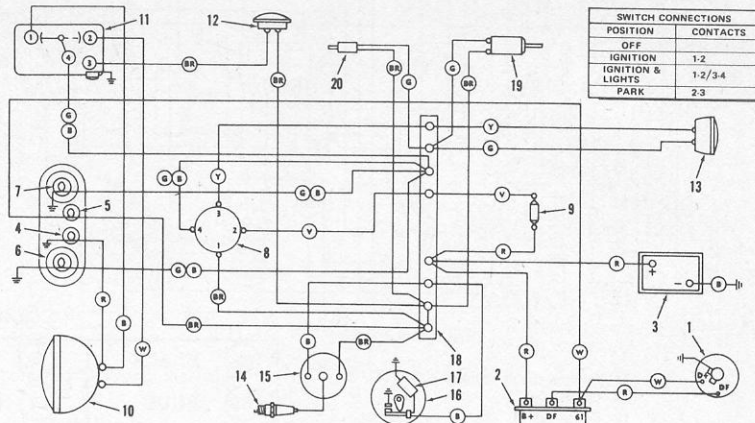 11
12
20
19
SWITCH CONNECTIONS
POSITION CONTACTS
OFF
IGNITION 1-2
IGNITION & LIGHTS 1-2/3-4
PARK 2-3
1 2
4 3
BR
BR
BR
G
G
BR
G
B
Y
Y
G
13
7
5
4
6
G B
G B
G B
3
4 2
1
8
V
V
9
R
R
+ -
B
3
BR
BR
R
B
W
10
B
BR
15
14
18
17
16
B
R
W
2
B+ DF 61
R
W
1
D+
DF